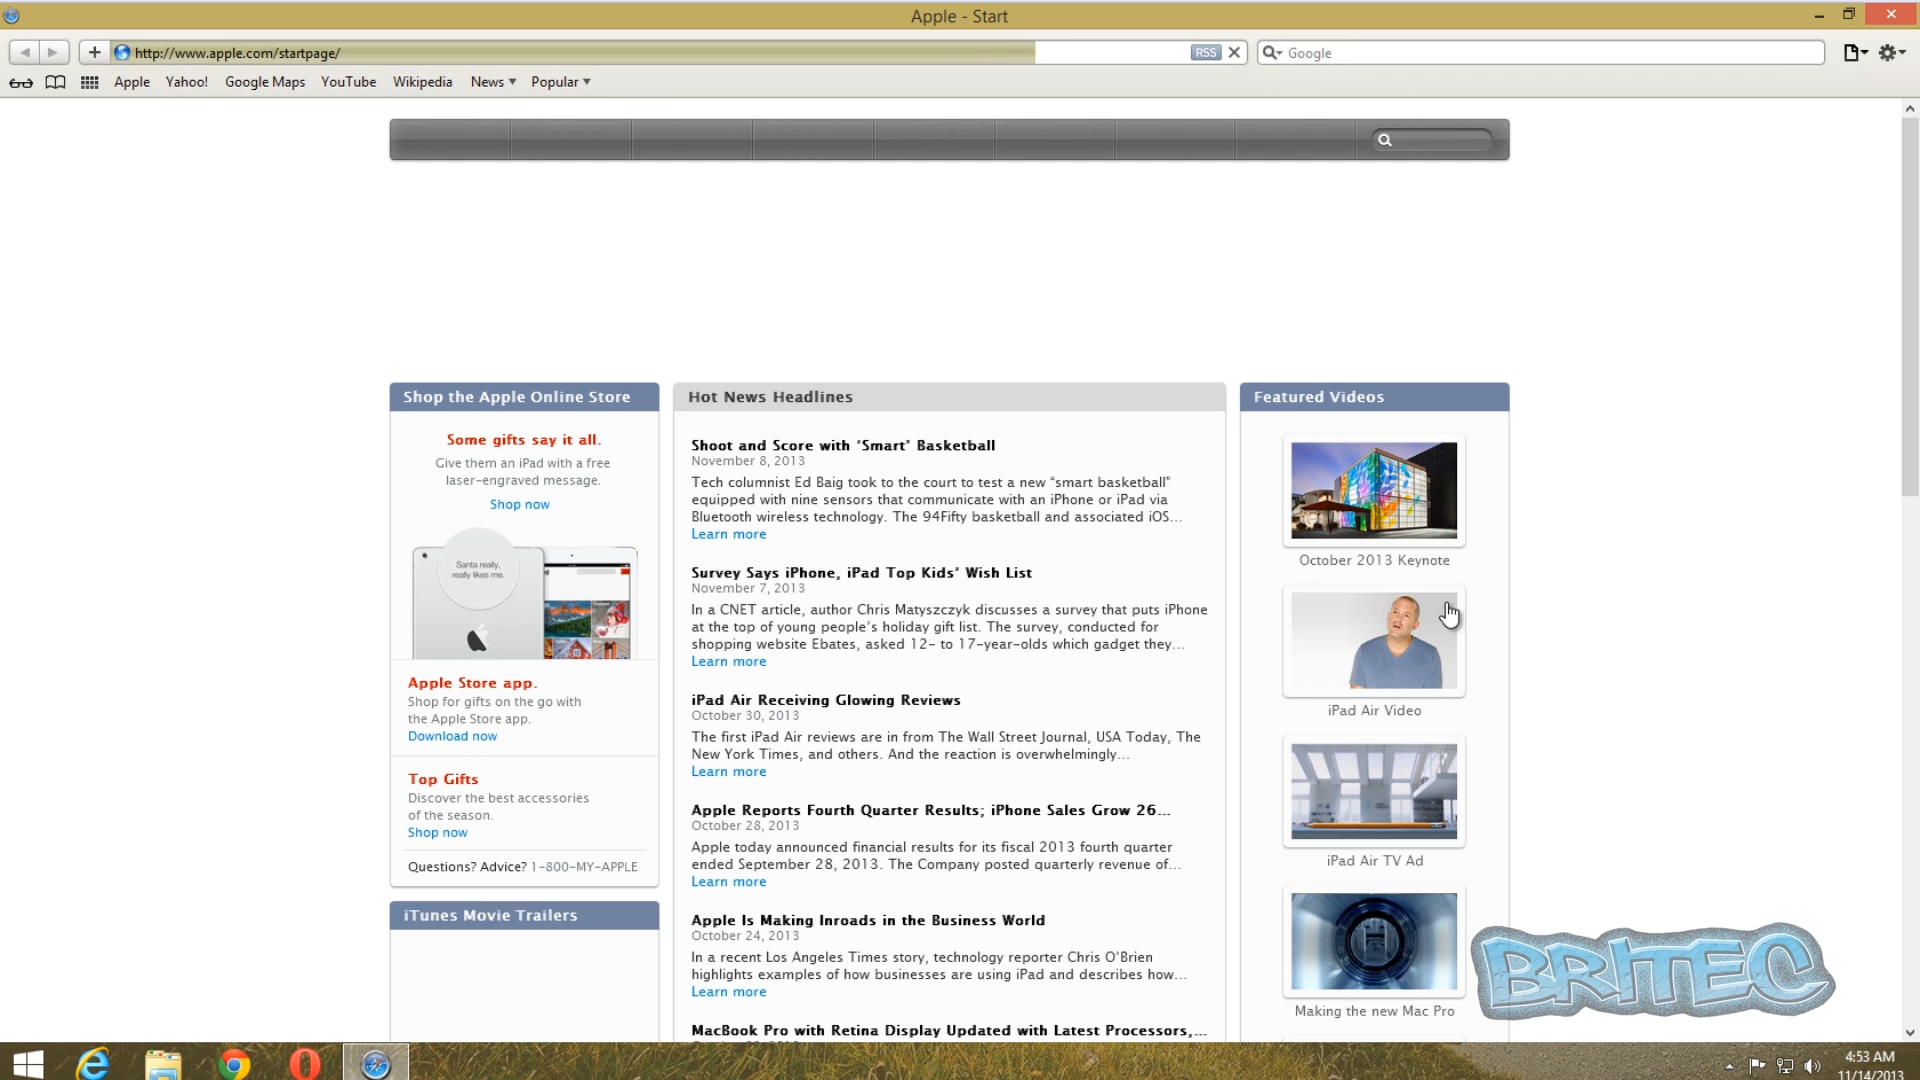 Apple - Start
http://www.apple.com/startpage/
RSS
Google
Apple
Yahoo!
Google Maps
YouTube
Wikipedia
News
Popular
Shop the Apple Online Store
Some gifts say it all.
Give them an iPad with a free
laser-engraved message.
Shop now
Santa really,
really likes me.
Apple Store app.
Shop for gifts on the go with
the Apple Store app.
Download now
Top Gifts
Discover the best accessories
of the season.
Shop now
Questions? Advice? 1-800-MY-APPLE
iTunes Movie Trailers
Hot News Headlines
Shoot and Score with ‘Smart’ Basketball
November 8, 2013
Tech columnist Ed Baig took to the court to test a new “smart basketball”
equipped with nine sensors that communicate with an iPhone or iPad via
Bluetooth wireless technology. The 94Fifty basketball and associated iOS...
Learn more
Survey Says iPhone, iPad Top Kids’ Wish List
November 7, 2013
In a CNET article, author Chris Matyszczyk discusses a survey that puts iPhone
at the top of young people’s holiday gift list. The survey, conducted for
shopping website Ebates, asked 12- to 17-year-olds which gadget they...
Learn more
iPad Air Receiving Glowing Reviews
October 30, 2013
The first iPad Air reviews are in from The Wall Street Journal, USA Today, The
New York Times, and others. And the reaction is overwhelmingly...
Learn more
Apple Reports Fourth Quarter Results; iPhone Sales Grow 26...
October 28, 2013
Apple today announced financial results for its fiscal 2013 fourth quarter
ended September 28, 2013. The Company posted quarterly revenue of...
Learn more
Apple Is Making Inroads in the Business World
October 24, 2013
In a recent Los Angeles Times story, technology reporter Chris O’Brien
highlights examples of how businesses are using iPad and describes how...
Learn more
MacBook Pro with Retina Display Updated with Latest Processors,...
Featured Videos
October 2013 Keynote
iPad Air Video
iPad Air TV Ad
Making the new Mac Pro
BRITEC
4:53 AM
11/14/2013